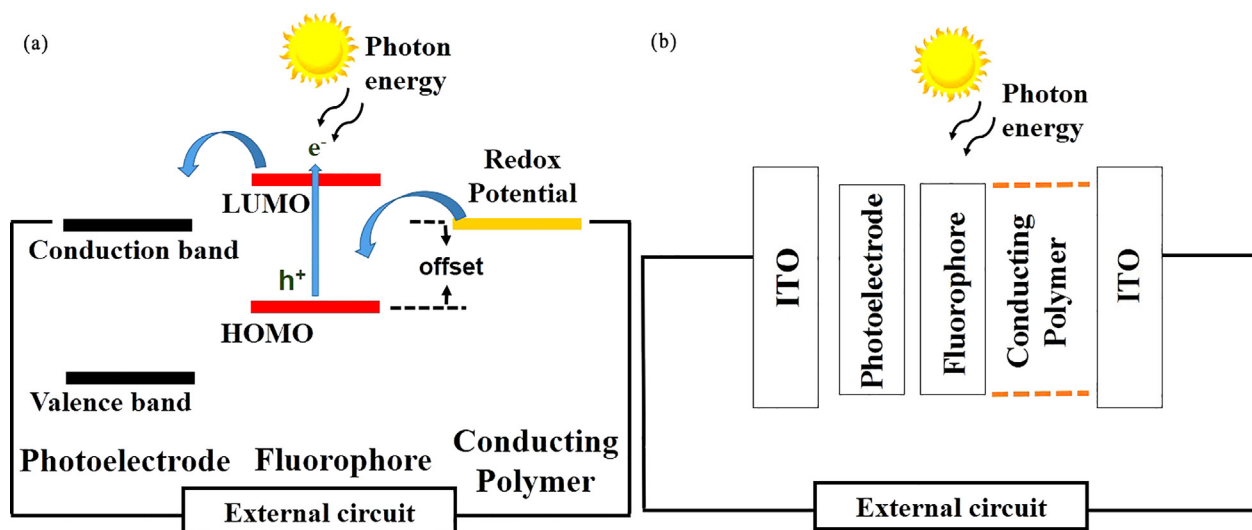 (a)
Photon
energy
e-
LUMO
Redox
Potential
Conduction band
offset
h+
HOMO
Valence band
Photoelectrode
Fluorophore
Conducting
Polymer
External circuit
(b)
Photon
energy
ITO
Photoelectrode
Fluorophore
Conducting
Polymer
ITO
External circuit